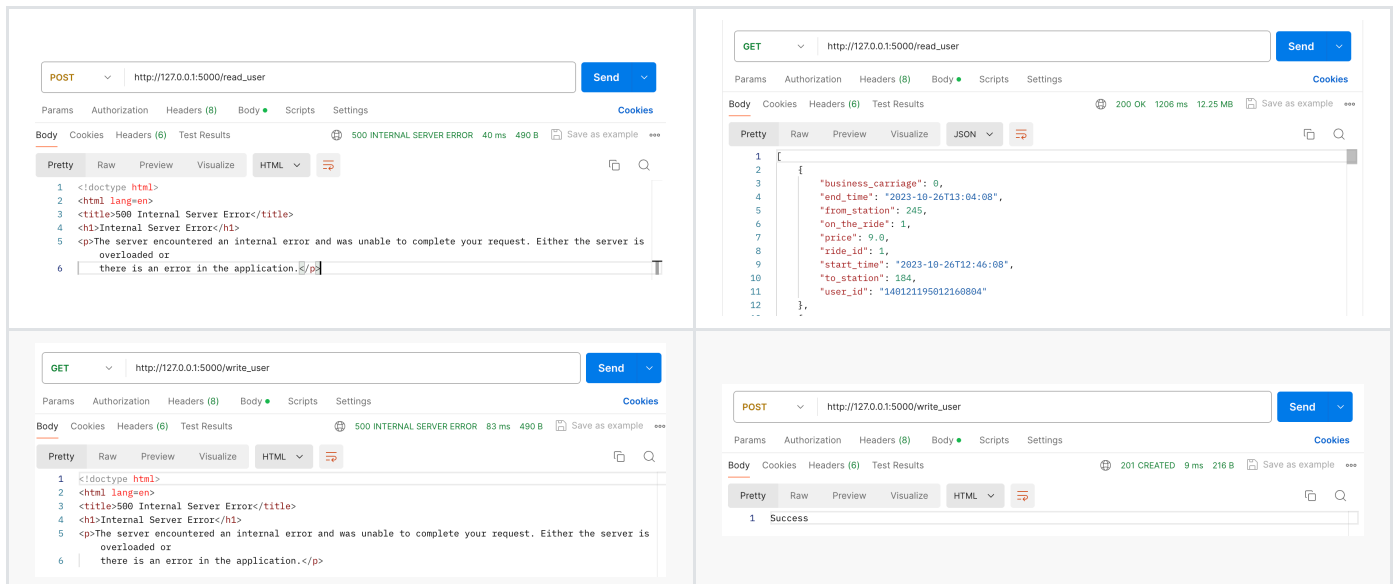 POST http://127.0.0.1:5000/read_user Send
Params Authorization Headers (8) Body Scripts Settings Cookies
Body Cookies Headers (6) Test Results 500 INTERNAL SERVER ERROR 40 ms 490 B Save as example
Pretty Raw Preview Visualize HTML
1 <!doctype html>
2 <html lang=en>
3 <title>500 Internal Server Error</title>
4 <h1>Internal Server Error</h1>
5 <p>The server encountered an internal error and was unable to complete your request. Either the server is
overloaded or
6 there is an error in the application.</p>
GET http://127.0.0.1:5000/read_user Send
Params Authorization Headers (8) Body Scripts Settings Cookies
Body Cookies Headers (6) Test Results 200 OK 1206 ms 12.25 MB Save as example
Pretty Raw Preview Visualize JSON
1 [
2 {
3 "business_carriage": 0,
4 "end_time": "2023-10-26T13:04:08",
5 "from_station": 245,
6 "on_the_ride": 1,
7 "price": 9.0,
8 "ride_id": 1,
9 "start_time": "2023-10-26T12:46:08",
10 "to_station": 184,
11 "user_id": "140121195012160804"
12 },
GET http://127.0.0.1:5000/write_user Send
Params Authorization Headers (8) Body Scripts Settings Cookies
Body Cookies Headers (6) Test Results 500 INTERNAL SERVER ERROR 83 ms 490 B Save as example
Pretty Raw Preview Visualize HTML
1 <!doctype html>
2 <html lang=en>
3 <title>500 Internal Server Error</title>
4 <h1>Internal Server Error</h1>
5 <p>The server encountered an internal error and was unable to complete your request. Either the server is
overloaded or
6 there is an error in the application.</p>
POST http://127.0.0.1:5000/write_user Send
Params Authorization Headers (8) Body Scripts Settings Cookies
Body Cookies Headers (6) Test Results 201 CREATED 9 ms 216 B Save as example
Pretty Raw Preview Visualize HTML
1 Success